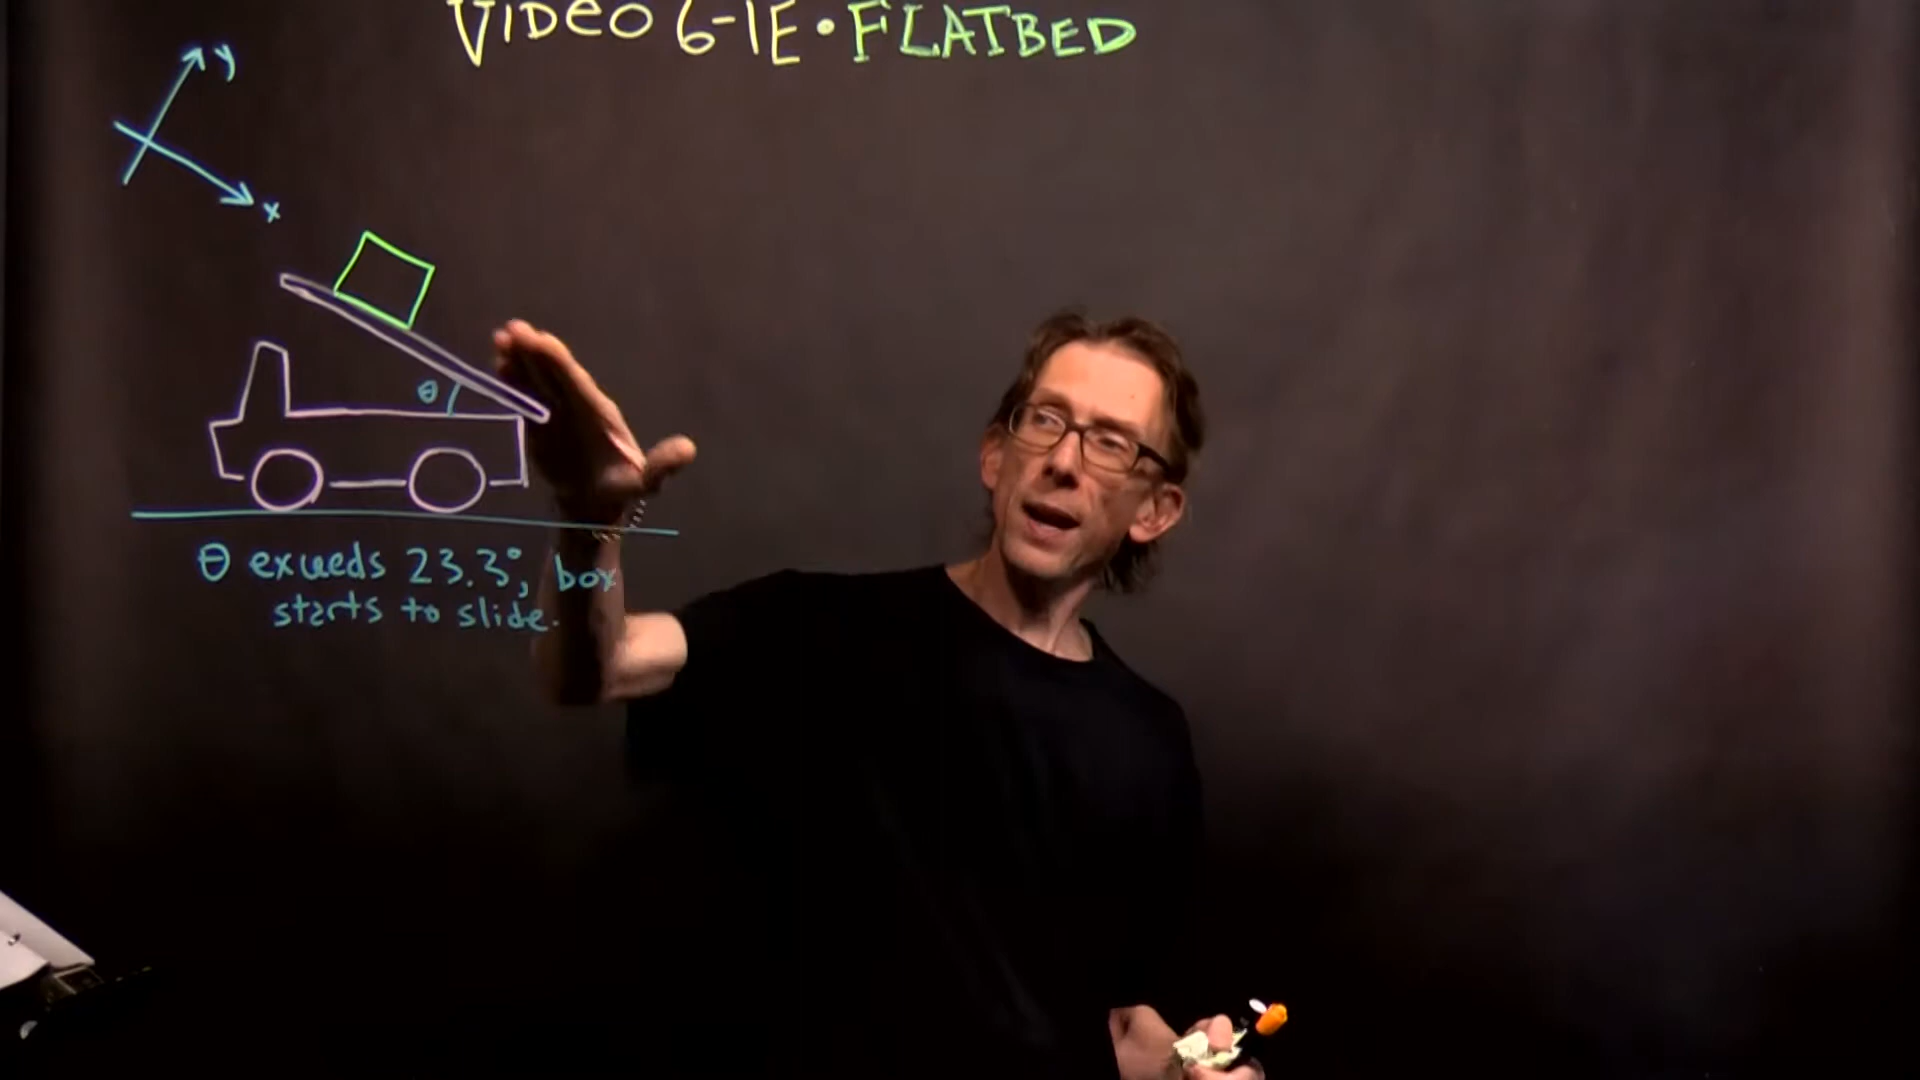 VIDEO 6-1E • FLATBED
y
x
θ
θ exceeds 23.3°, box
starts to slide.